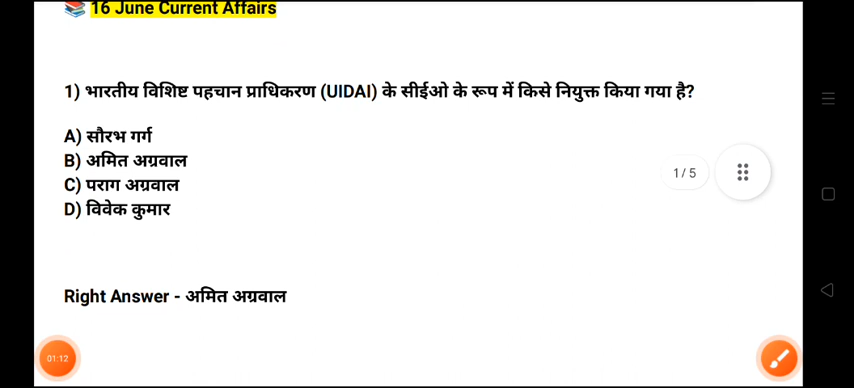 📚 16 June Current Affairs
1) भारतीय विशिष्ट पहचान प्राधिकरण (UIDAI) के सीईओ के रूप में किसे नियुक्त किया गया है?
A) सौरभ गर्ग
B) अमित अग्रवाल
C) पराग अग्रवाल
D) विवेक कुमार
1 / 5
Right Answer - अमित अग्रवाल
01:12